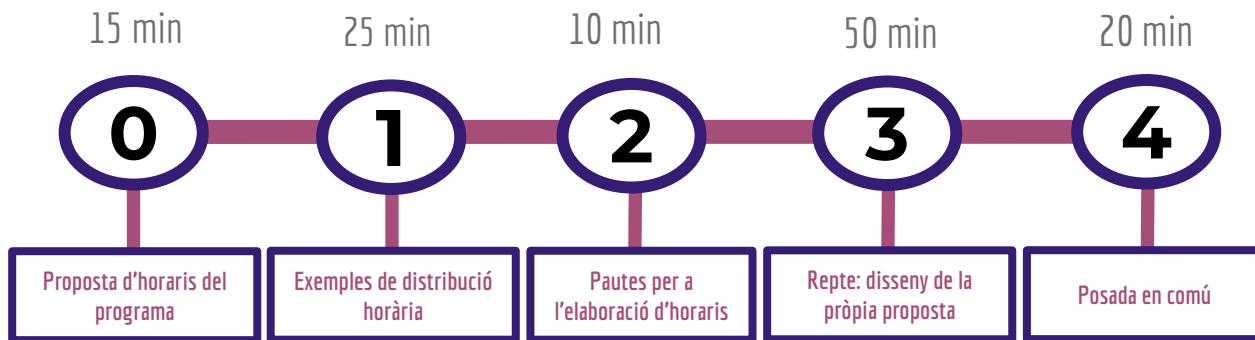 15 min
25 min
10 min
50 min
20 min
0
1
2
3
4
Proposta d'horaris del
programa
Exemples de distribució
horària
Pautes per a
l'elaboració d'horaris
Repte: disseny de la
pròpia proposta
Posada en comú